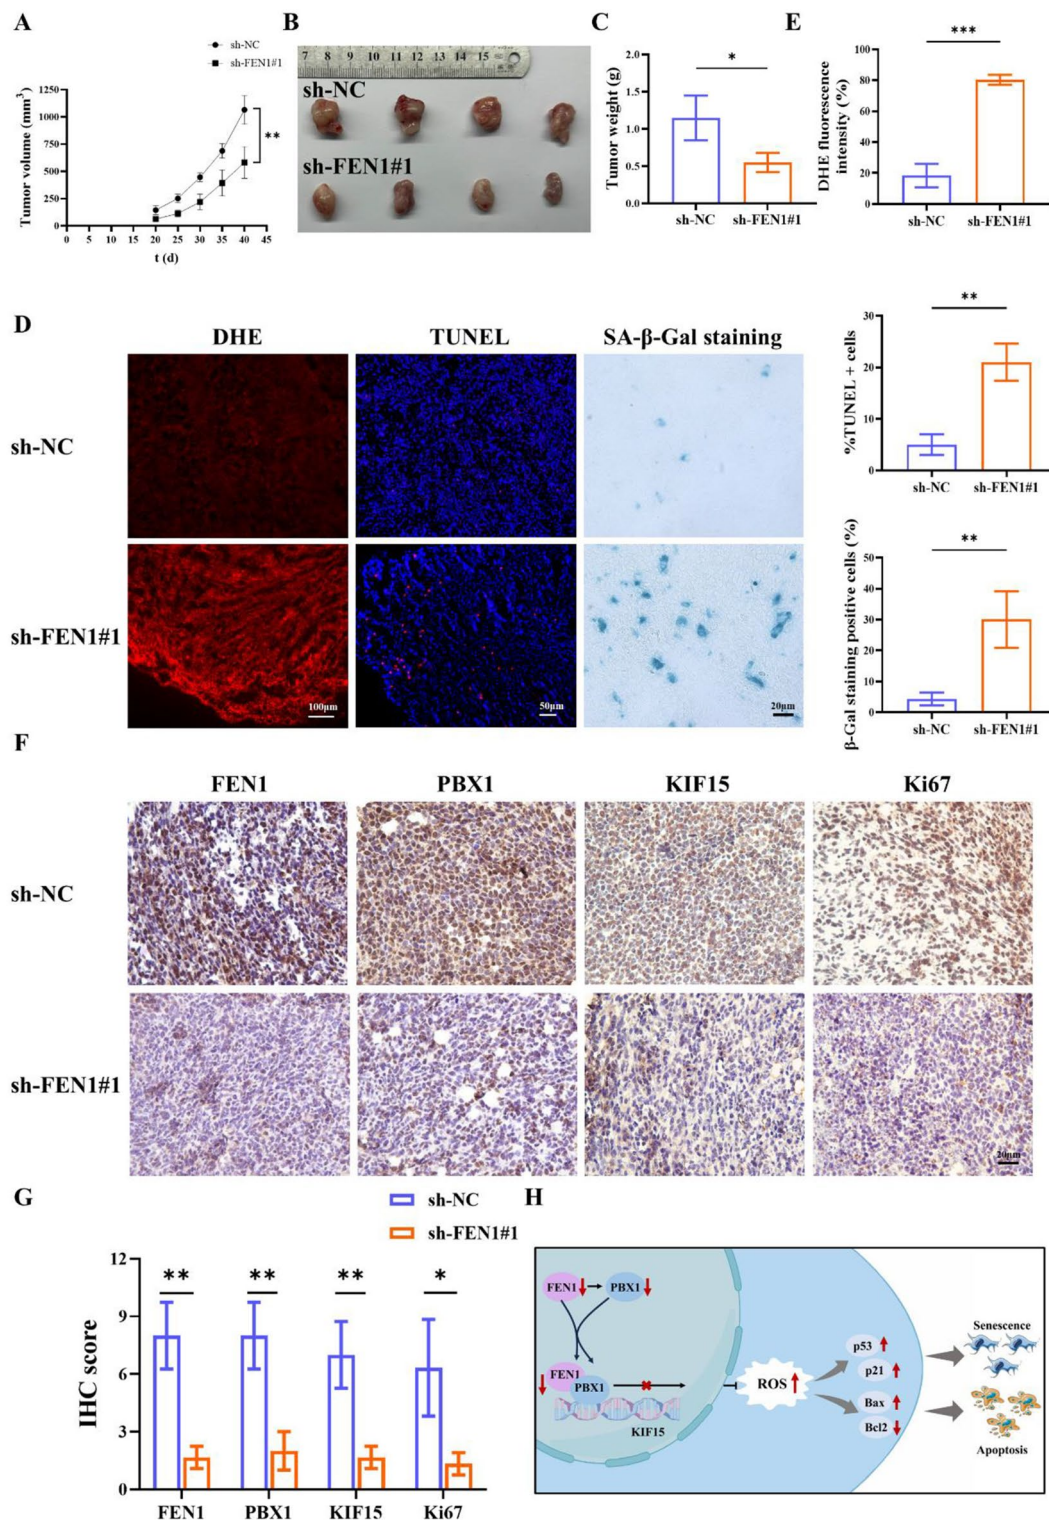 A
sh-NC
sh-FEN1#1
Tumor volume (mm³)
1250
1000
750
500
250
0
0 5 10 15 20 25 30 35 40 45
t (d)
**
B
7 8 9 10 11 12 13 14 15
sh-NC
sh-FEN1#1
C
Tumor weight (g)
2.0
1.5
1.0
0.5
0.0
*
sh-NC sh-FEN1#1
E
DHE fluorescence
intensity (%)
100
80
60
40
20
0
***
sh-NC sh-FEN1#1
%TUNEL + cells
30
20
10
0
**
sh-NC sh-FEN1#1
β-Gal staining positive cells (%)
50
40
30
20
10
0
**
sh-NC sh-FEN1#1
D
DHE TUNEL SA-β-Gal staining
sh-NC
sh-FEN1#1
100μm 50μm 20μm
F
FEN1 PBX1 KIF15 Ki67
sh-NC
sh-FEN1#1
20μm
G
sh-NC
sh-FEN1#1
IHC score
12
9
6
3
0
** ** ** *
FEN1 PBX1 KIF15 Ki67
H
FEN1 PBX1
FEN1
PBX1
KIF15
ROS
p53
p21
Bax
Bcl2
Senescence
Apoptosis